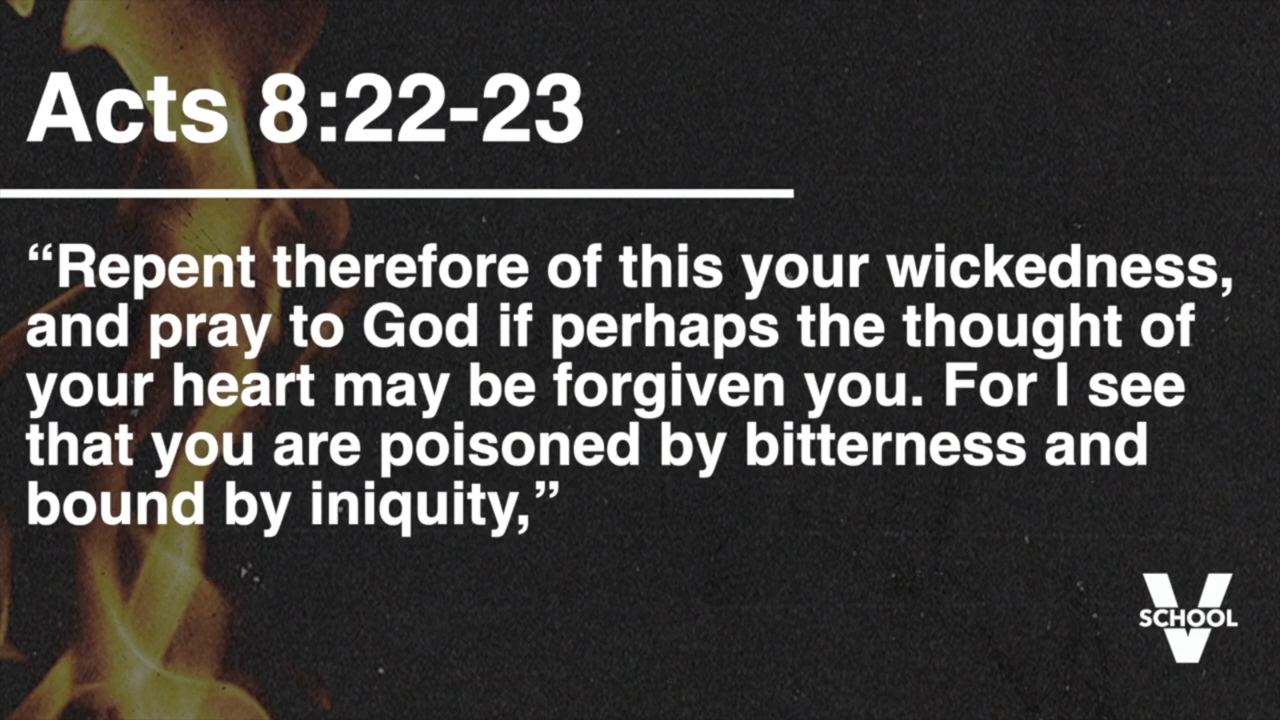 Acts 8:22-23
“Repent therefore of this your wickedness,
and pray to God if perhaps the thought of
your heart may be forgiven you. For I see
that you are poisoned by bitterness and
bound by iniquity,”
V
SCHOOL